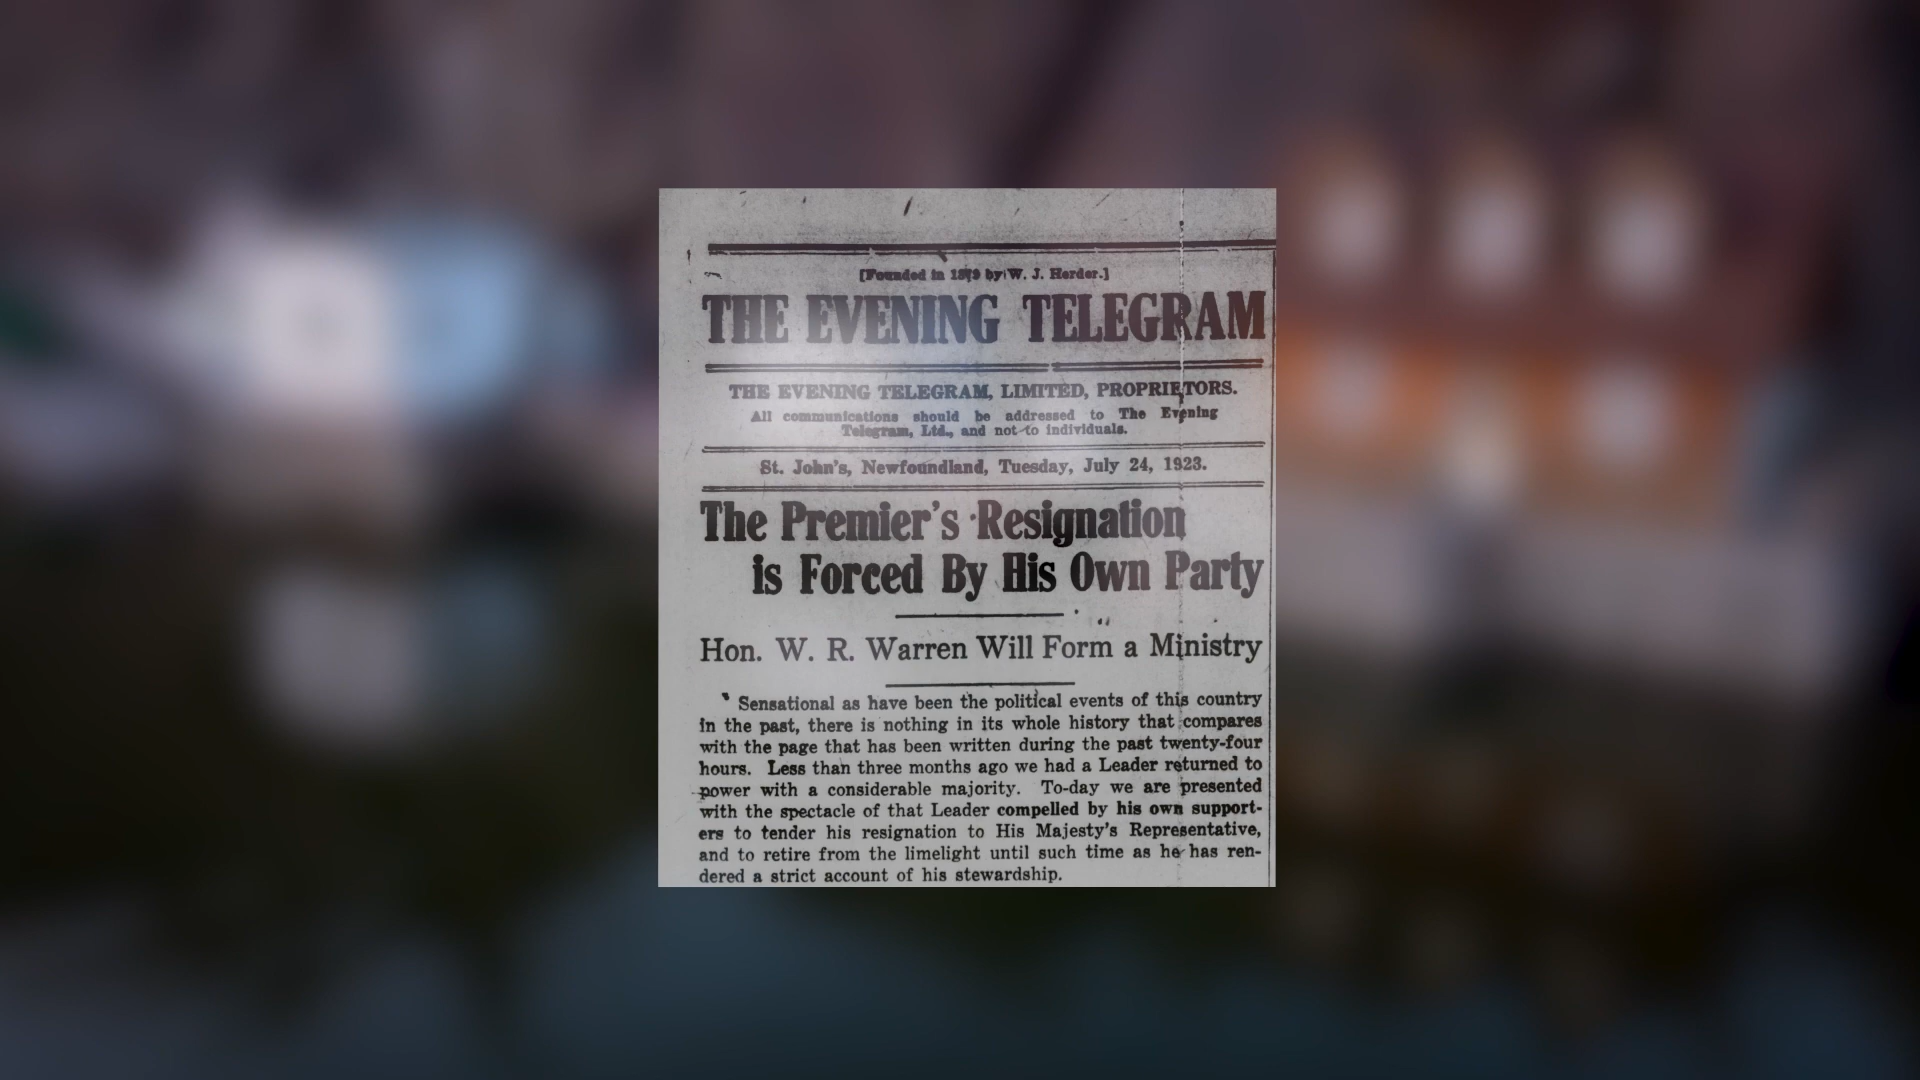 [Founded in 1879 by W. J. Herder.]
THE EVENING TELEGRAM
THE EVENING TELEGRAM, LIMITED, PROPRIETORS.
All communications should be addressed to The Evening
Telegram, Ltd., and not to individuals.
St. John's, Newfoundland, Tuesday, July 24, 1923.
The Premier's Resignation
is Forced By His Own Party
Hon. W. R. Warren Will Form a Ministry
Sensational as have been the political events of this country
in the past, there is nothing in its whole history that compares
with the page that has been written during the past twenty-four
hours. Less than three months ago we had a Leader returned to
power with a considerable majority. To-day we are presented
with the spectacle of that Leader compelled by his own support-
ers to tender his resignation to His Majesty's Representative,
and to retire from the limelight until such time as he has ren-
dered a strict account of his stewardship.